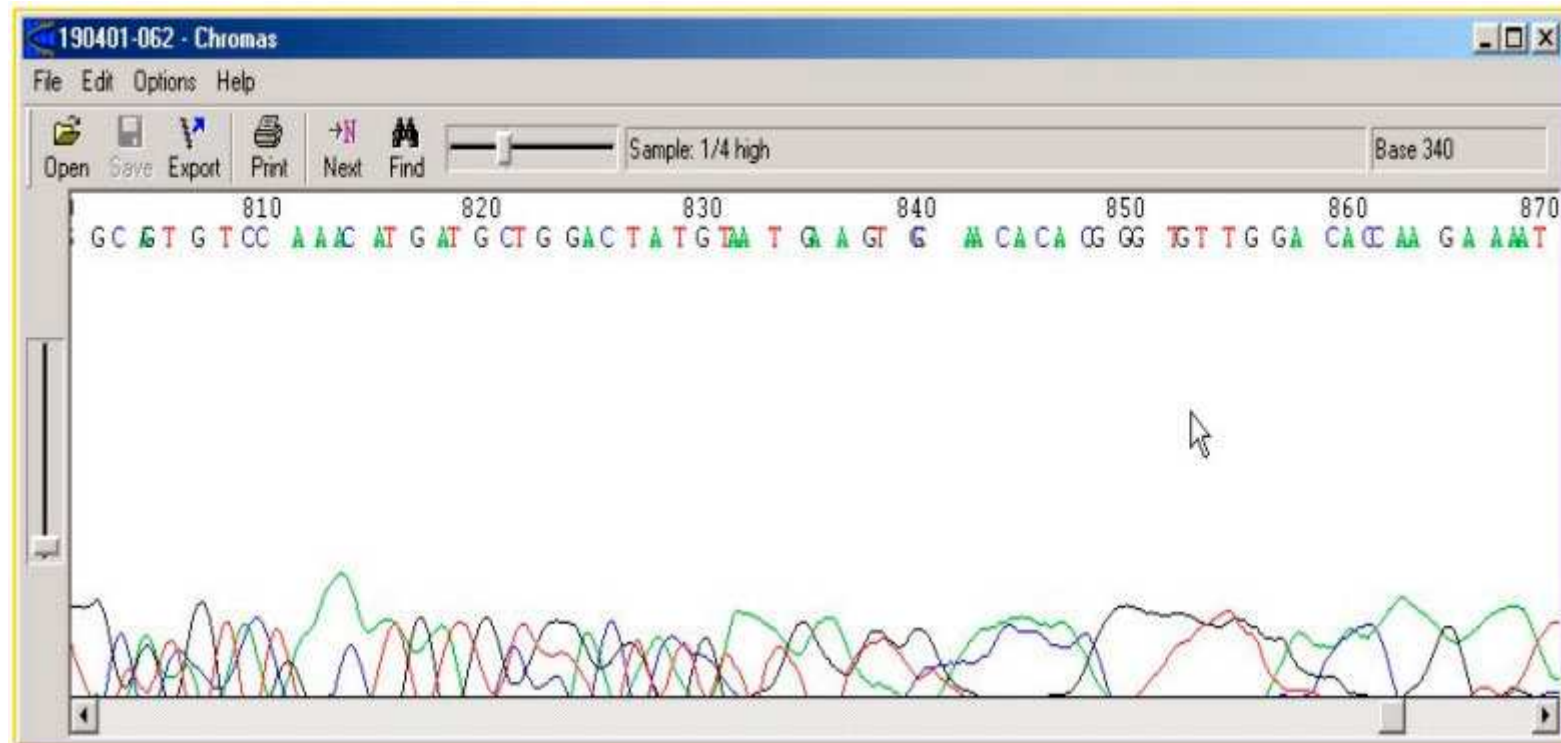 190401-062 - Chromas
File Edit Options Help
Open Save Export Print Next Find Sample: 1/4 high Base 340
810 820 830 840 850 860 870
G C A G T G T C C A A A C A T G A T G C T G G A C T A T G T A A T G A A G T G A A C A C A C G G G T G T T G G A C A C C A A G A A A A T